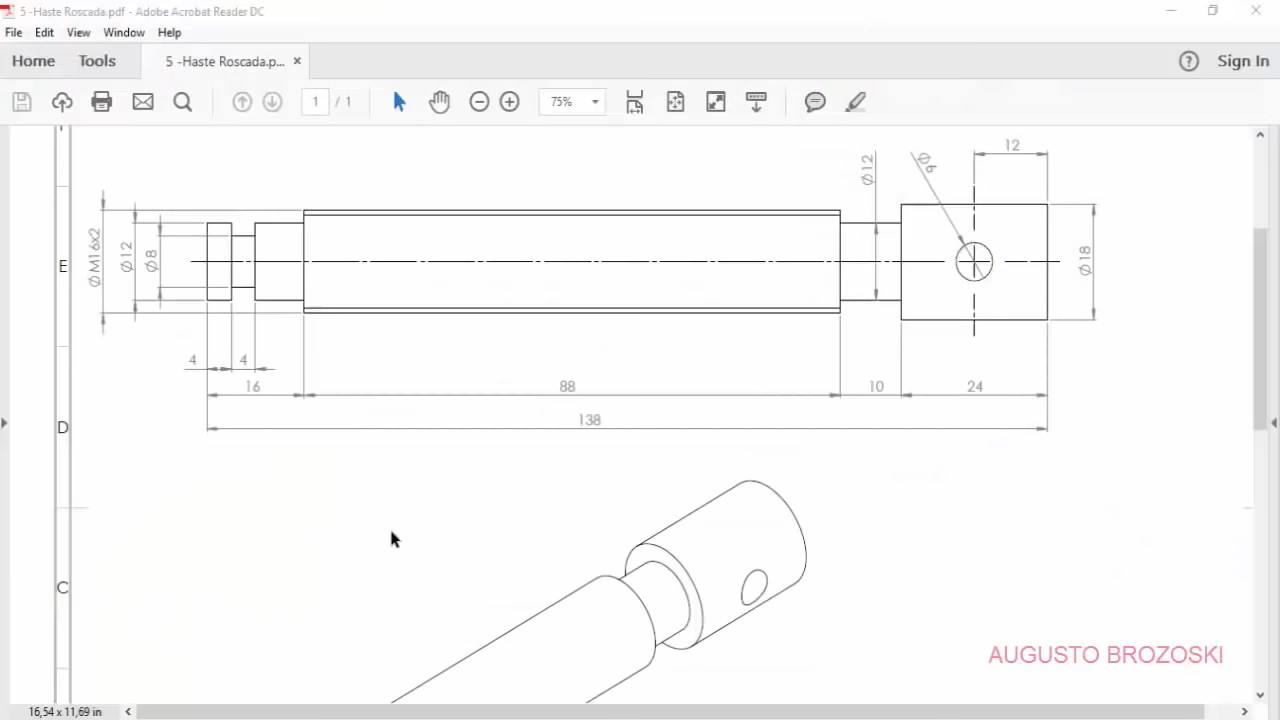 5 -Haste Roscada.pdf - Adobe Acrobat Reader DC
File Edit View Window Help
Home Tools 5 -Haste Roscada.p... × Sign In
1 / 1 75%
12
Ø12
Ø6
E
ØM16x2
Ø12
Ø8
Ø18
4 4
16 88 10 24
138
D
C
AUGUSTO BROZOSKI
16,54 x 11,69 in